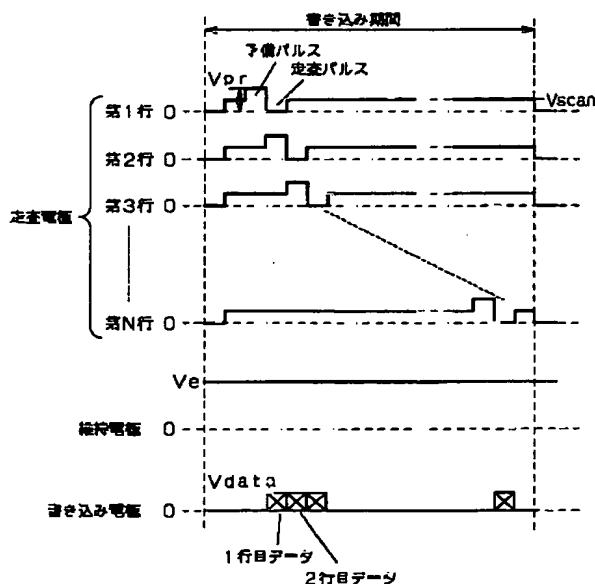 書き込み期間
予備パルス
Vpr
走査パルス
Vscan
第1行 0
第2行 0
第3行 0
走査電極
第N行 0
Ve
維持電極 0
Vdata
書き込み電極 0
1行目データ
2行目データ